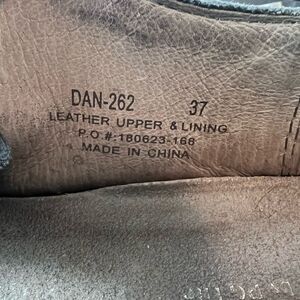 DAN-262 37
LEATHER UPPER & LINING
P.O.#:180623-168
MADE IN CHINA